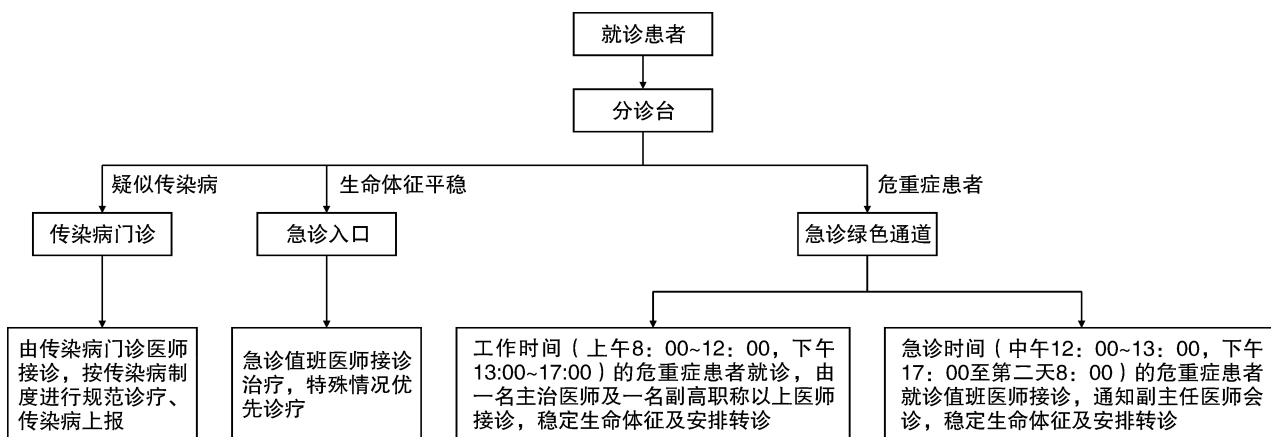 就诊患者
分诊台
疑似传染病
生命体征平稳
危重症患者
传染病门诊
急诊入口
急诊绿色通道
由传染病门诊医师
接诊，按传染病制
度进行规范诊疗、
传染病上报
急诊值班医师接诊
治疗，特殊情况优
先诊疗
工作时间（上午8：00~12：00，下午
13:00~17:00）的危重症患者就诊，由
一名主治医师及一名副高职称以上医师
接诊，稳定生命体征及安排转诊
急诊时间（中午12：00~13：00，下午
17：00至第二天8：00）的危重症患者
就诊值班医师接诊，通知副主任医师会
诊，稳定生命体征及安排转诊